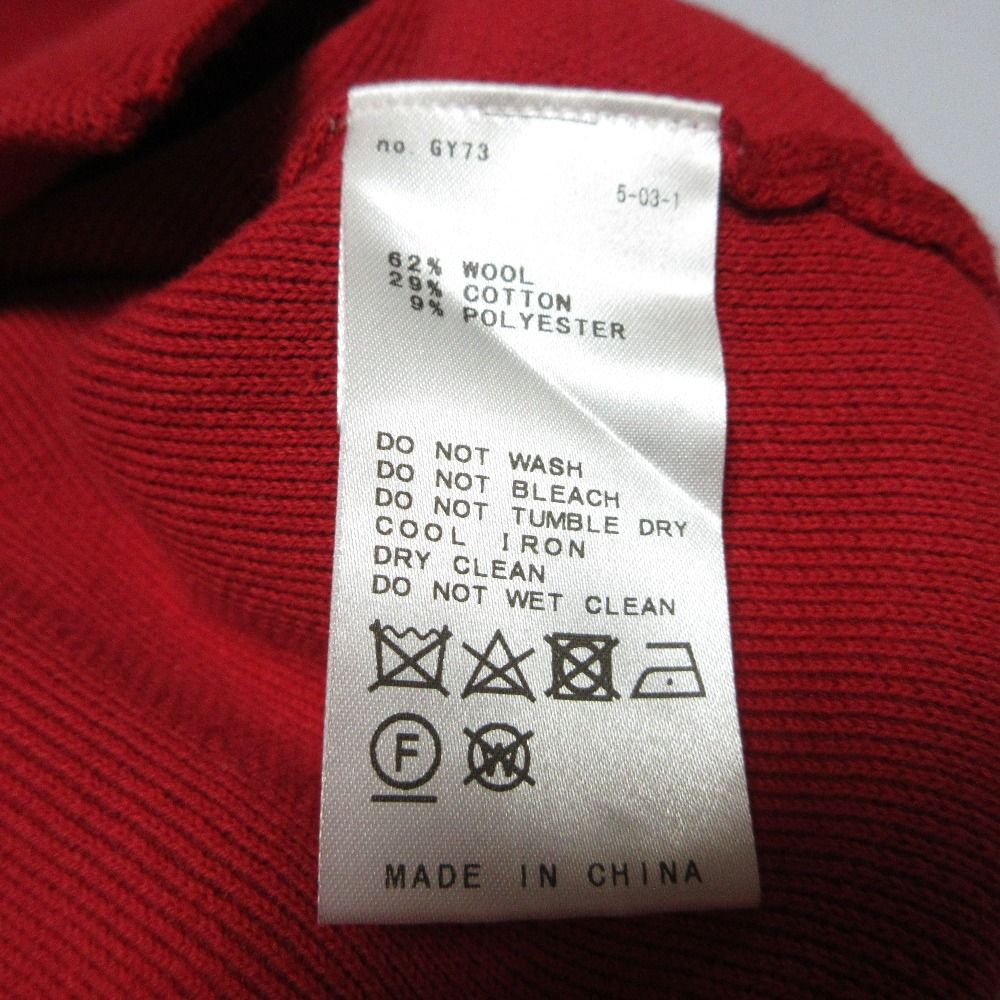 no. GY73
5-03-1
62% WOOL
29% COTTON
9% POLYESTER
DO NOT WASH
DO NOT BLEACH
DO NOT TUMBLE DRY
COOL IRON
DRY CLEAN
DO NOT WET CLEAN
F W
MADE IN CHINA